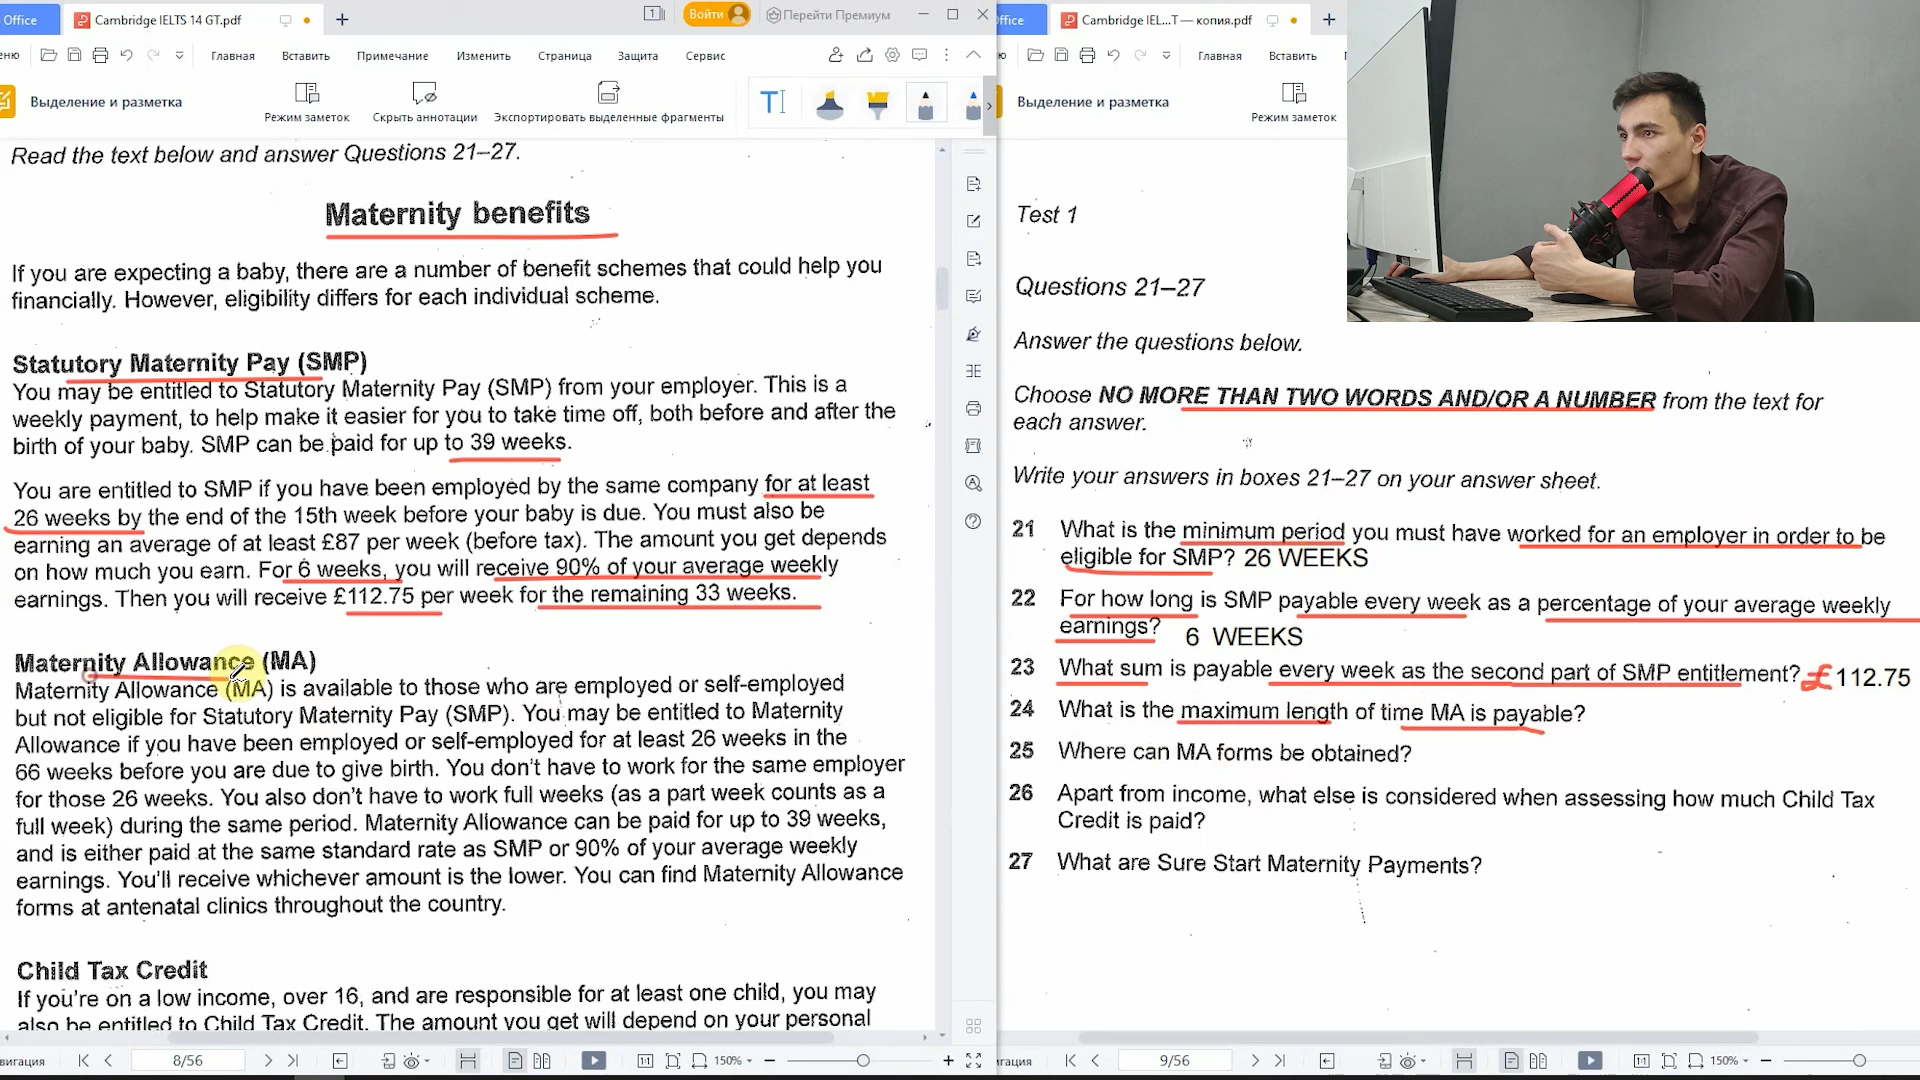 Office
Cambridge IELTS 14 GT.pdf
1
Войти
Перейти Премиум
Главная
Вставить
Примечание
Изменить
Страница
Защита
Сервис
Выделение и разметка
Режим заметок
Скрыть аннотации
Экспортировать выделенные фрагменты
Read the text below and answer Questions 21–27.
Maternity benefits
If you are expecting a baby, there are a number of benefit schemes that could help you
financially. However, eligibility differs for each individual scheme.
Statutory Maternity Pay (SMP)
You may be entitled to Statutory Maternity Pay (SMP) from your employer. This is a
weekly payment, to help make it easier for you to take time off, both before and after the
birth of your baby. SMP can be paid for up to 39 weeks.
You are entitled to SMP if you have been employed by the same company for at least
26 weeks by the end of the 15th week before your baby is due. You must also be
earning an average of at least £87 per week (before tax). The amount you get depends
on how much you earn. For 6 weeks, you will receive 90% of your average weekly
earnings. Then you will receive £112.75 per week for the remaining 33 weeks.
Maternity Allowance (MA)
Maternity Allowance (MA) is available to those who are employed or self-employed
but not eligible for Statutory Maternity Pay (SMP). You may be entitled to Maternity
Allowance if you have been employed or self-employed for at least 26 weeks in the
66 weeks before you are due to give birth. You don't have to work for the same employer
for those 26 weeks. You also don't have to work full weeks (as a part week counts as a
full week) during the same period. Maternity Allowance can be paid for up to 39 weeks,
and is either paid at the same standard rate as SMP or 90% of your average weekly
earnings. You'll receive whichever amount is the lower. You can find Maternity Allowance
forms at antenatal clinics throughout the country.
Child Tax Credit
If you're on a low income, over 16, and are responsible for at least one child, you may
also be entitled to Child Tax Credit. The amount you get will depend on your personal
вигация
8/56
150%
ffice
Cambridge IEL...T — копия.pdf
Главная
Вставить
Выделение и разметка
Режим заметок
Test 1
Questions 21–27
Answer the questions below.
Choose NO MORE THAN TWO WORDS AND/OR A NUMBER from the text for
each answer.
Write your answers in boxes 21–27 on your answer sheet.
21 What is the minimum period you must have worked for an employer in order to be
eligible for SMP? 26 WEEKS
22 For how long is SMP payable every week as a percentage of your average weekly
earnings? 6 WEEKS
23 What sum is payable every week as the second part of SMP entitlement? £112.75
24 What is the maximum length of time MA is payable?
25 Where can MA forms be obtained?
26 Apart from income, what else is considered when assessing how much Child Tax
Credit is paid?
27 What are Sure Start Maternity Payments?
игация
9/56
150%